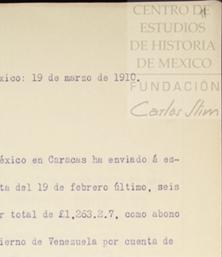 CENTRO DE
ESTUDIOS
DE HISTORIA
DE MEXICO
FUNDACIÓN
Carlos Slim
xico: 19 de marzo de 1910.
éxico en Caracas ha enviado á es-
ta del 19 de febrero último, seis
r total de £1,263.2.7, como abono
ierno de Venezuela por cuenta de